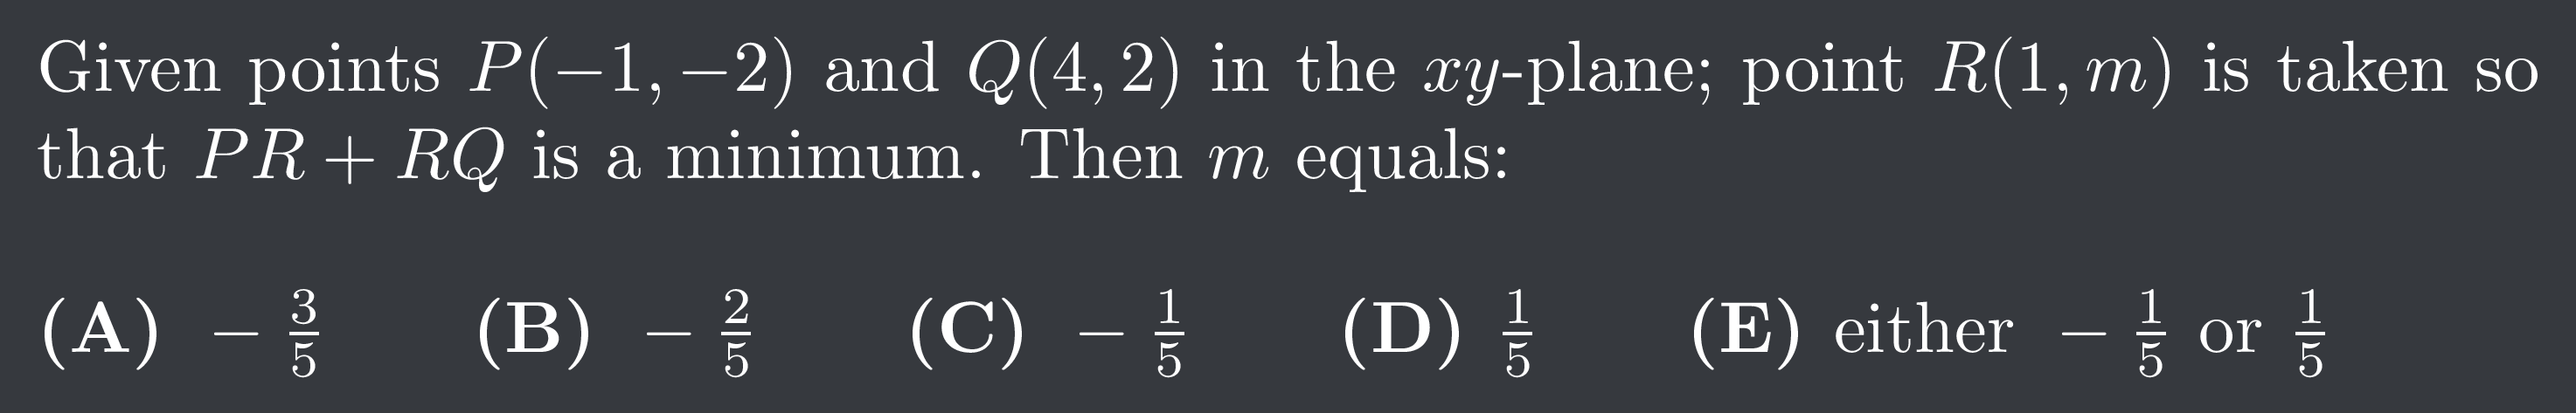 Given points $P(-1,-2)$ and $Q(4,2)$ in the $xy$-plane; point $R(1,m)$ is taken so
that $PR+RQ$ is a minimum. Then $m$ equals:
(A) $-\frac{3}{5}$ (B) $-\frac{2}{5}$ (C) $-\frac{1}{5}$ (D) $\frac{1}{5}$ (E) either $-\frac{1}{5}$ or $\frac{1}{5}$